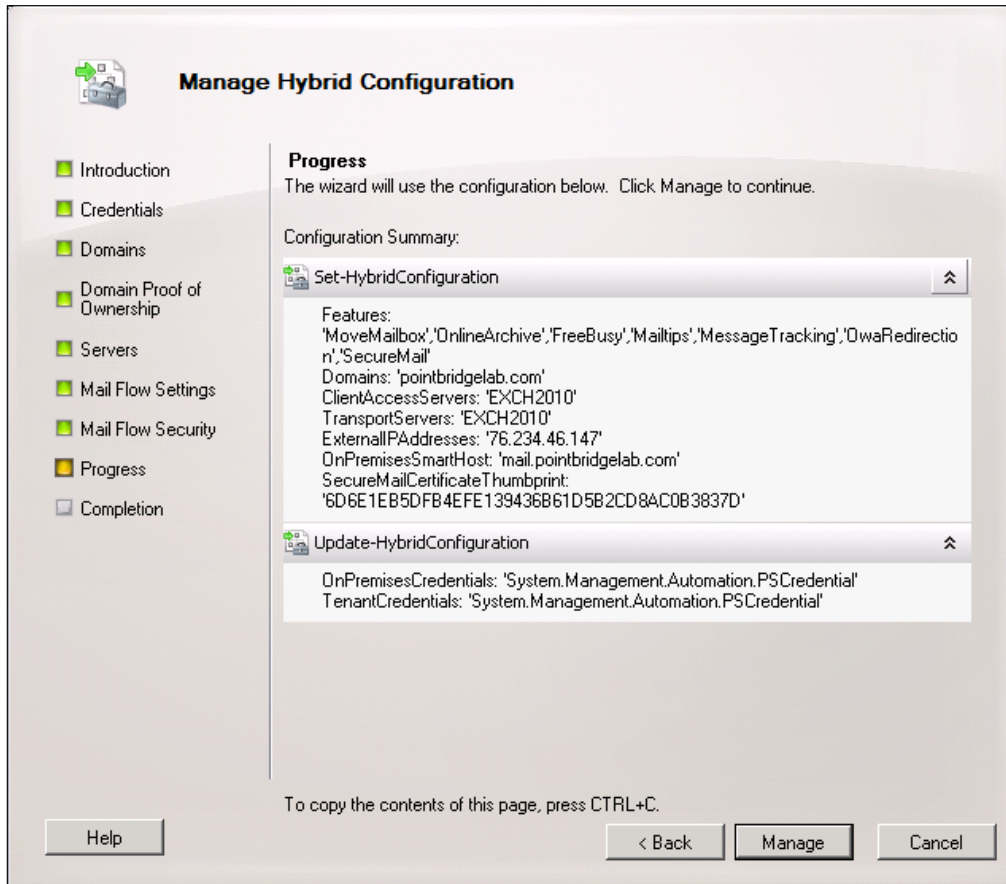 Manage Hybrid Configuration
Introduction
Credentials
Domains
Domain Proof of
Ownership
Servers
Mail Flow Settings
Mail Flow Security
Progress
Completion
Progress
The wizard will use the configuration below.  Click Manage to continue.
Configuration Summary:
Set-HybridConfiguration
Features:
'MoveMailbox','OnlineArchive','FreeBusy','Mailtips','MessageTracking','OwaRedirectio
n','SecureMail'
Domains: 'pointbridgelab.com'
ClientAccessServers: 'EXCH2010'
TransportServers: 'EXCH2010'
ExternalIPAddresses: '76.234.46.147'
OnPremisesSmartHost: 'mail.pointbridgelab.com'
SecureMailCertificateThumbprint:
'6D6E1EB5DFB4EFE139436B61D5B2CD8AC0B3837D'
Update-HybridConfiguration
OnPremisesCredentials: 'System.Management.Automation.PSCredential'
TenantCredentials: 'System.Management.Automation.PSCredential'
To copy the contents of this page, press CTRL+C.
Help
< Back
Manage
Cancel